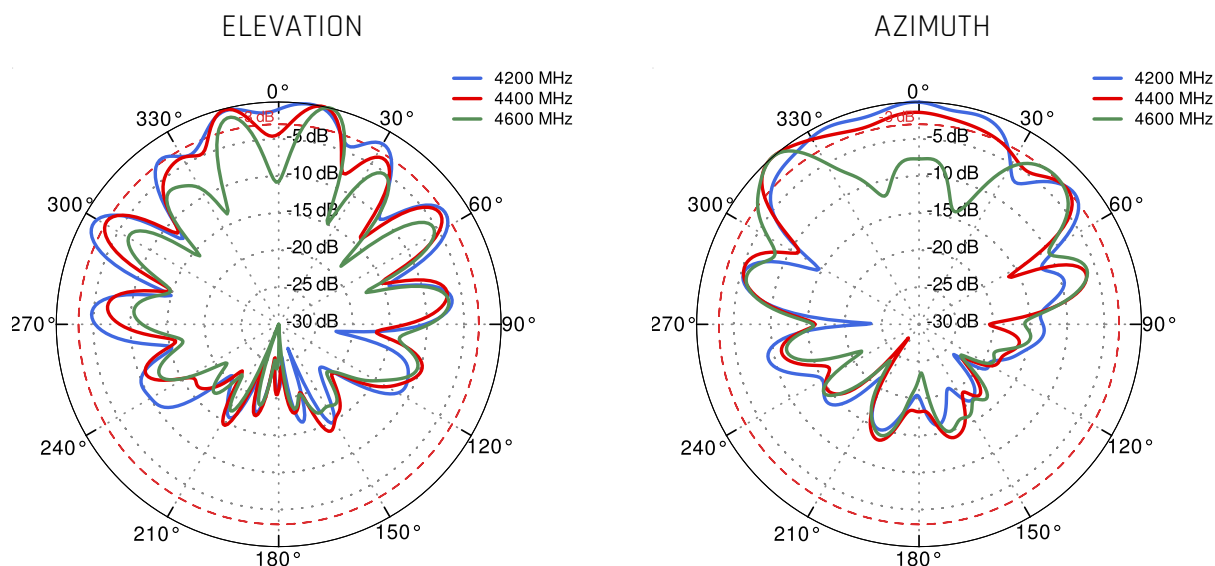 ELEVATION
4200 MHz
4400 MHz
4600 MHz
0°
330°
30°
-3 dB
-5 dB
-10 dB
300°
60°
-15 dB
-20 dB
-25 dB
270°
-30 dB
90°
240°
120°
210°
150°
180°
AZIMUTH
4200 MHz
4400 MHz
4600 MHz
0°
330°
30°
-3 dB
-5 dB
-10 dB
300°
60°
-15 dB
-20 dB
-25 dB
270°
-30 dB
90°
240°
120°
210°
150°
180°